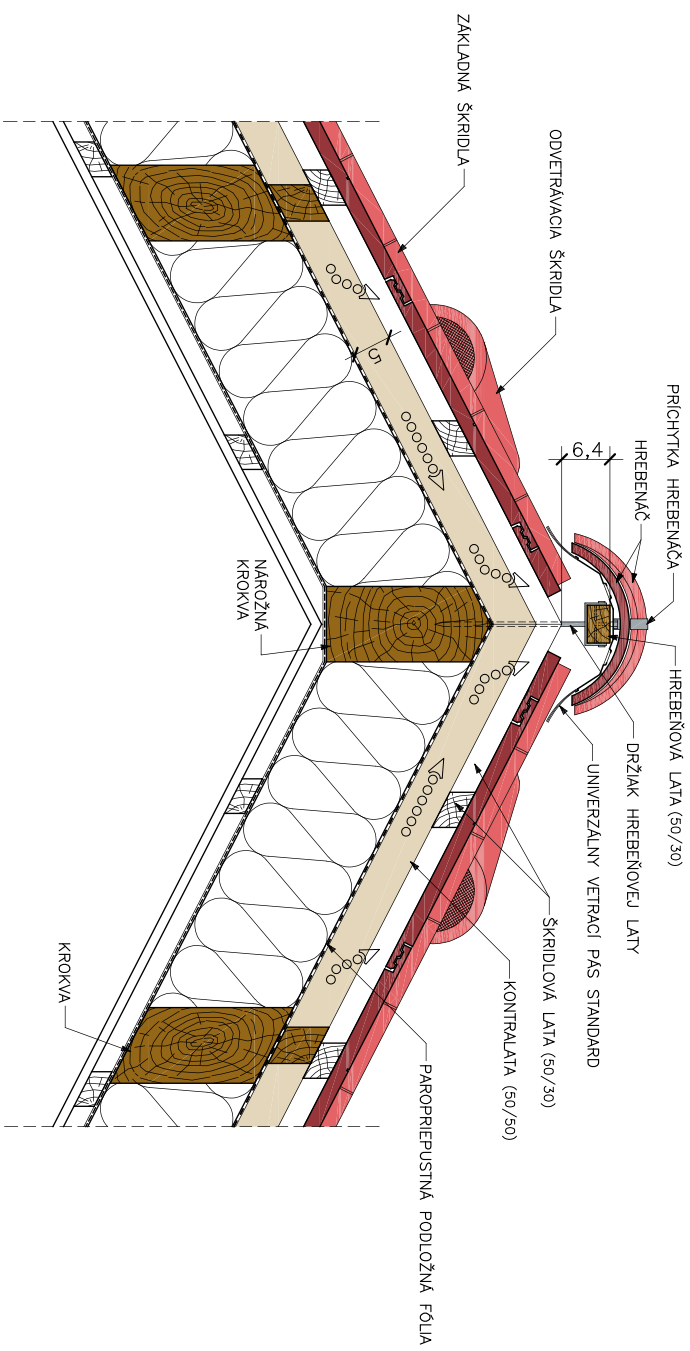 ZÁKLADNÁ ŠKRIDLA
ODVETRÁVACIA ŠKRIDLA
PRÍCHYTKA HREBENÁČA
HREBENÁČ
6,4
HREBEŇOVÁ LATA (50/30)
DRŽIAK HREBEŇOVEJ LATY
UNIVERZÁLNY VETRACÍ PÁS STANDARD
ŠKRIDLOVÁ LATA (50/30)
KONTRALATA (50/50)
PAROPRIEPUSTNÁ PODLOŽNÁ FÓLIA
5
NÁROŽNÁ
KROKVA
KROKVA